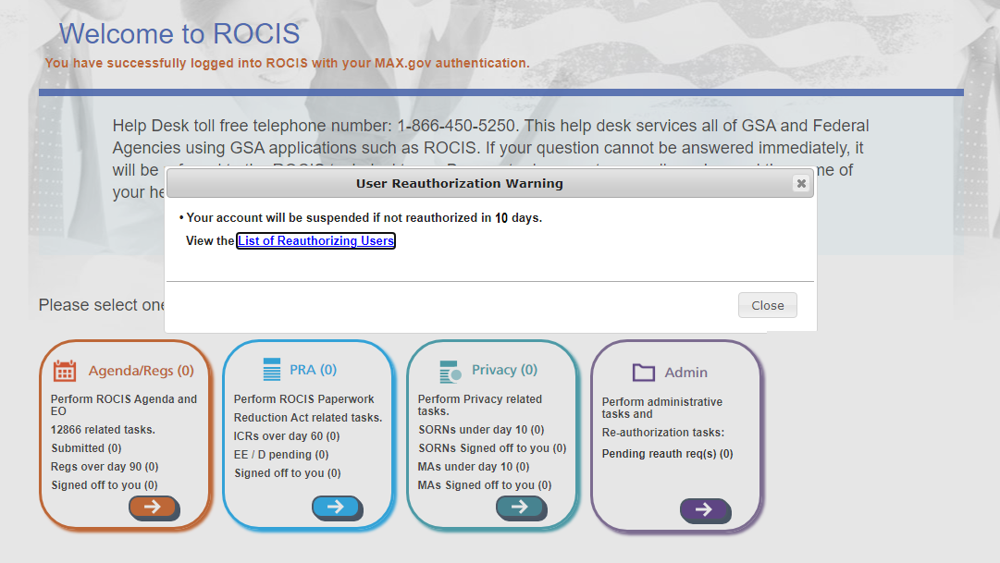 Welcome to ROCIS
You have successfully logged into ROCIS with your MAX.gov authentication.
Help Desk toll free telephone number: 1-866-450-5250. This help desk services all of GSA and Federal
Agencies using GSA applications such as ROCIS. If your question cannot be answered immediately, it
will be of
your
User Reauthorization Warning
• Your account will be suspended if not reauthorized in 10 days.
View the List of Reauthorizing Users
Close
Please select
Agenda/Regs (0)
Perform ROCIS Agenda and
EO
12866 related tasks.
Submitted (0)
Regs over day 90 (0)
Signed off to you (0)
PRA (0)
Perform ROCIS Paperwork
Reduction Act related tasks.
ICRs over day 60 (0)
EE / D pending (0)
Signed off to you (0)
Privacy (0)
Perform Privacy related
tasks.
SORNs under day 10 (0)
SORNs Signed off to you (0)
MAs under day 10 (0)
MAs Signed off to you (0)
Admin
Perform administrative
tasks and
Re-authorization tasks:
Pending reauth req(s) (0)